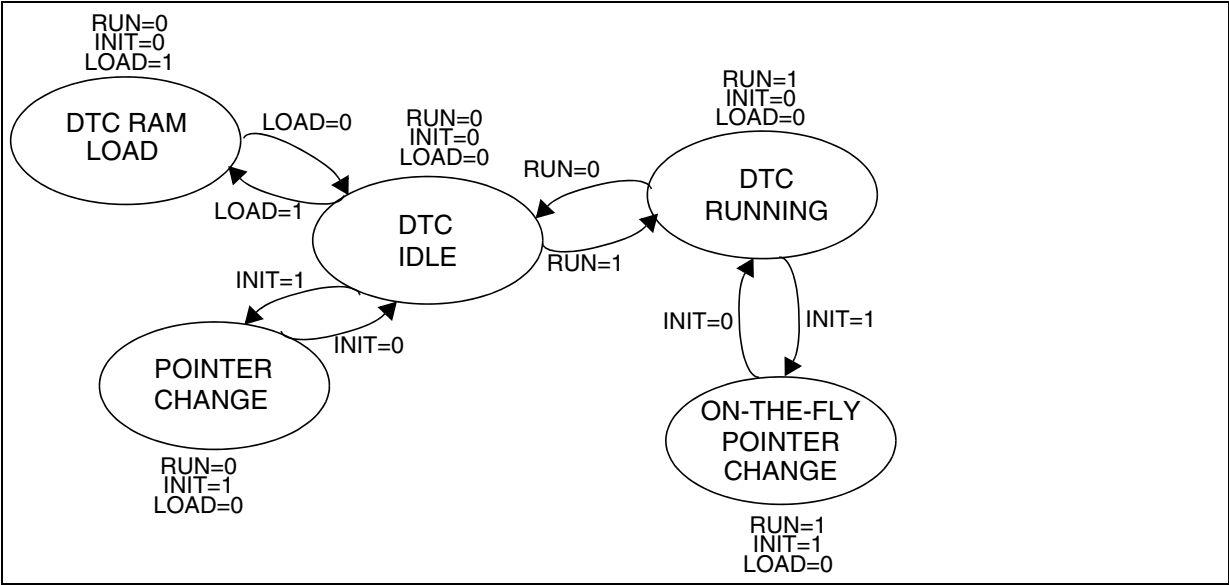 RUN=0
INIT=0
LOAD=1
DTC RAM
LOAD
LOAD=0
LOAD=1
RUN=0
INIT=0
LOAD=0
DTC
IDLE
RUN=0
RUN=1
RUN=1
INIT=0
LOAD=0
DTC
RUNNING
INIT=1
INIT=0
POINTER
CHANGE
RUN=0
INIT=1
LOAD=0
INIT=0
INIT=1
ON-THE-FLY
POINTER
CHANGE
RUN=1
INIT=1
LOAD=0